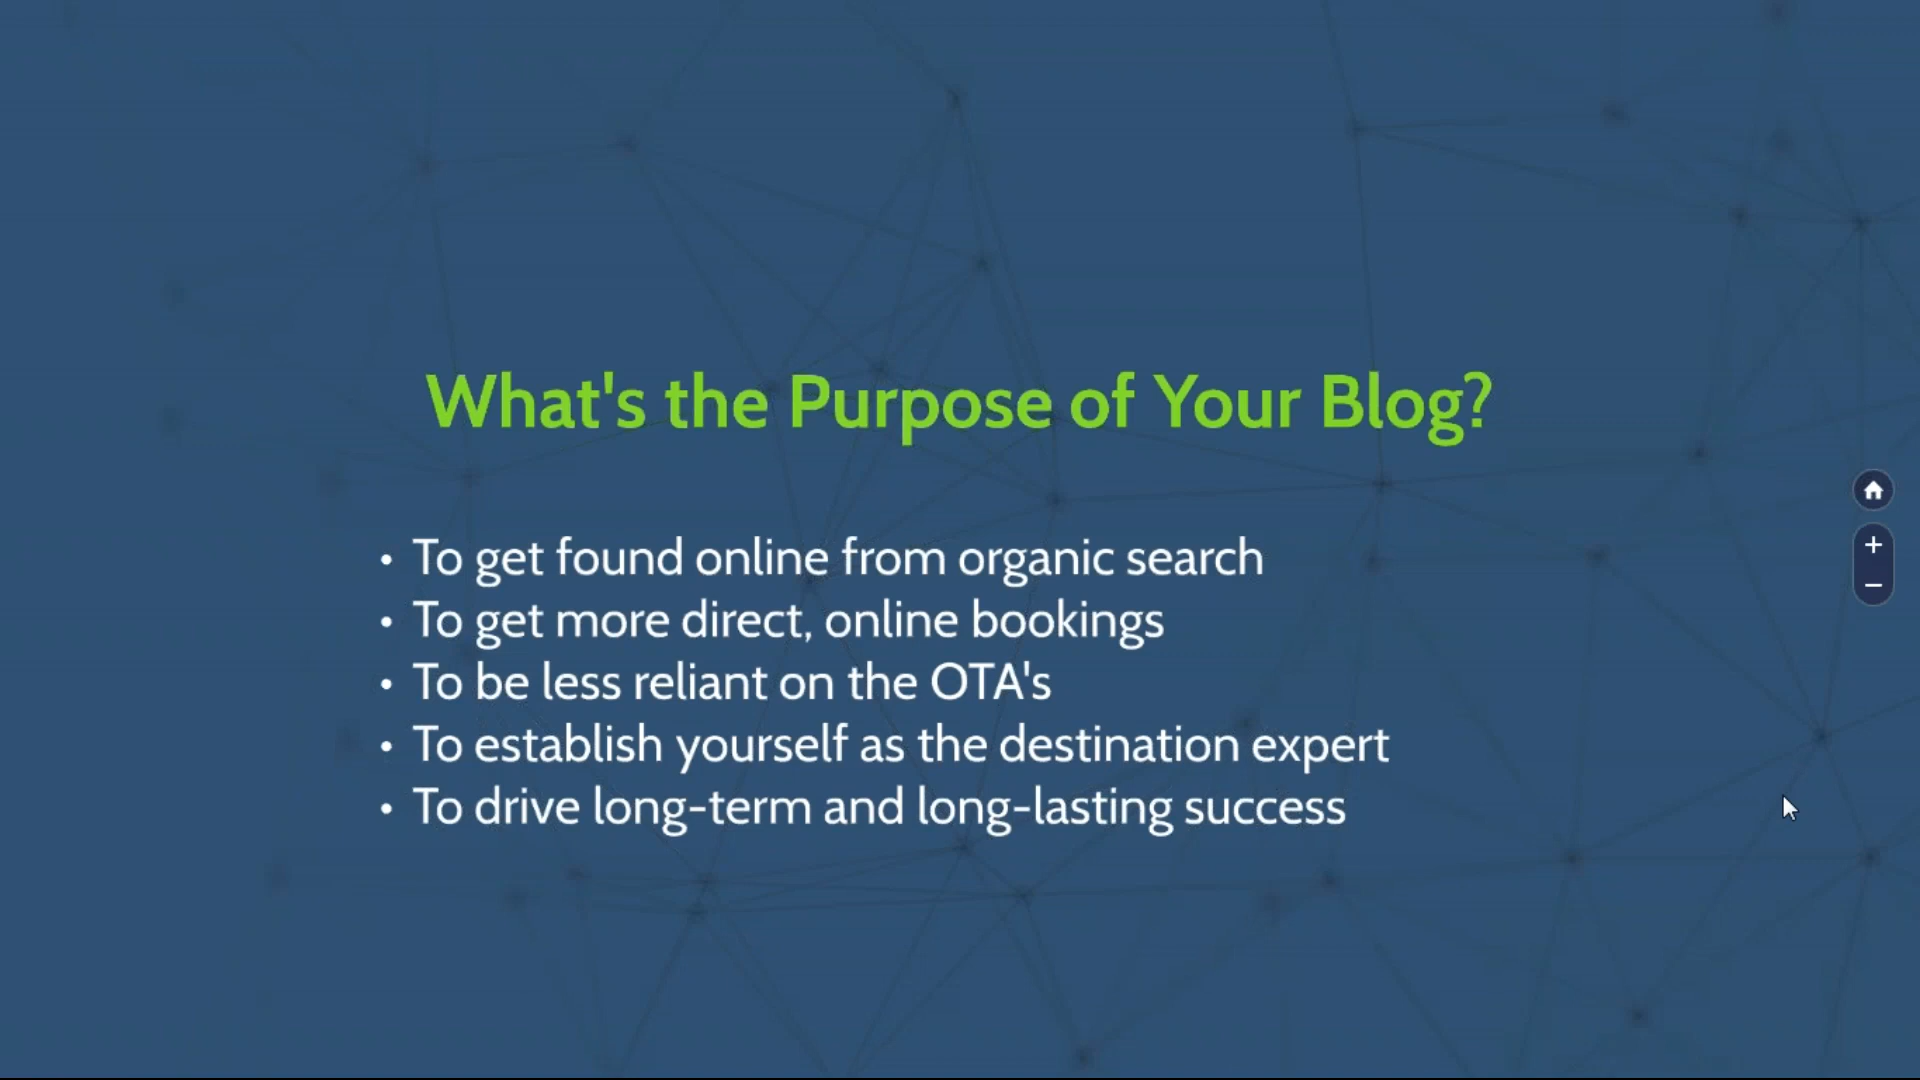 What's the Purpose of Your Blog?
• To get found online from organic search
• To get more direct, online bookings
• To be less reliant on the OTA's
• To establish yourself as the destination expert
• To drive long-term and long-lasting success